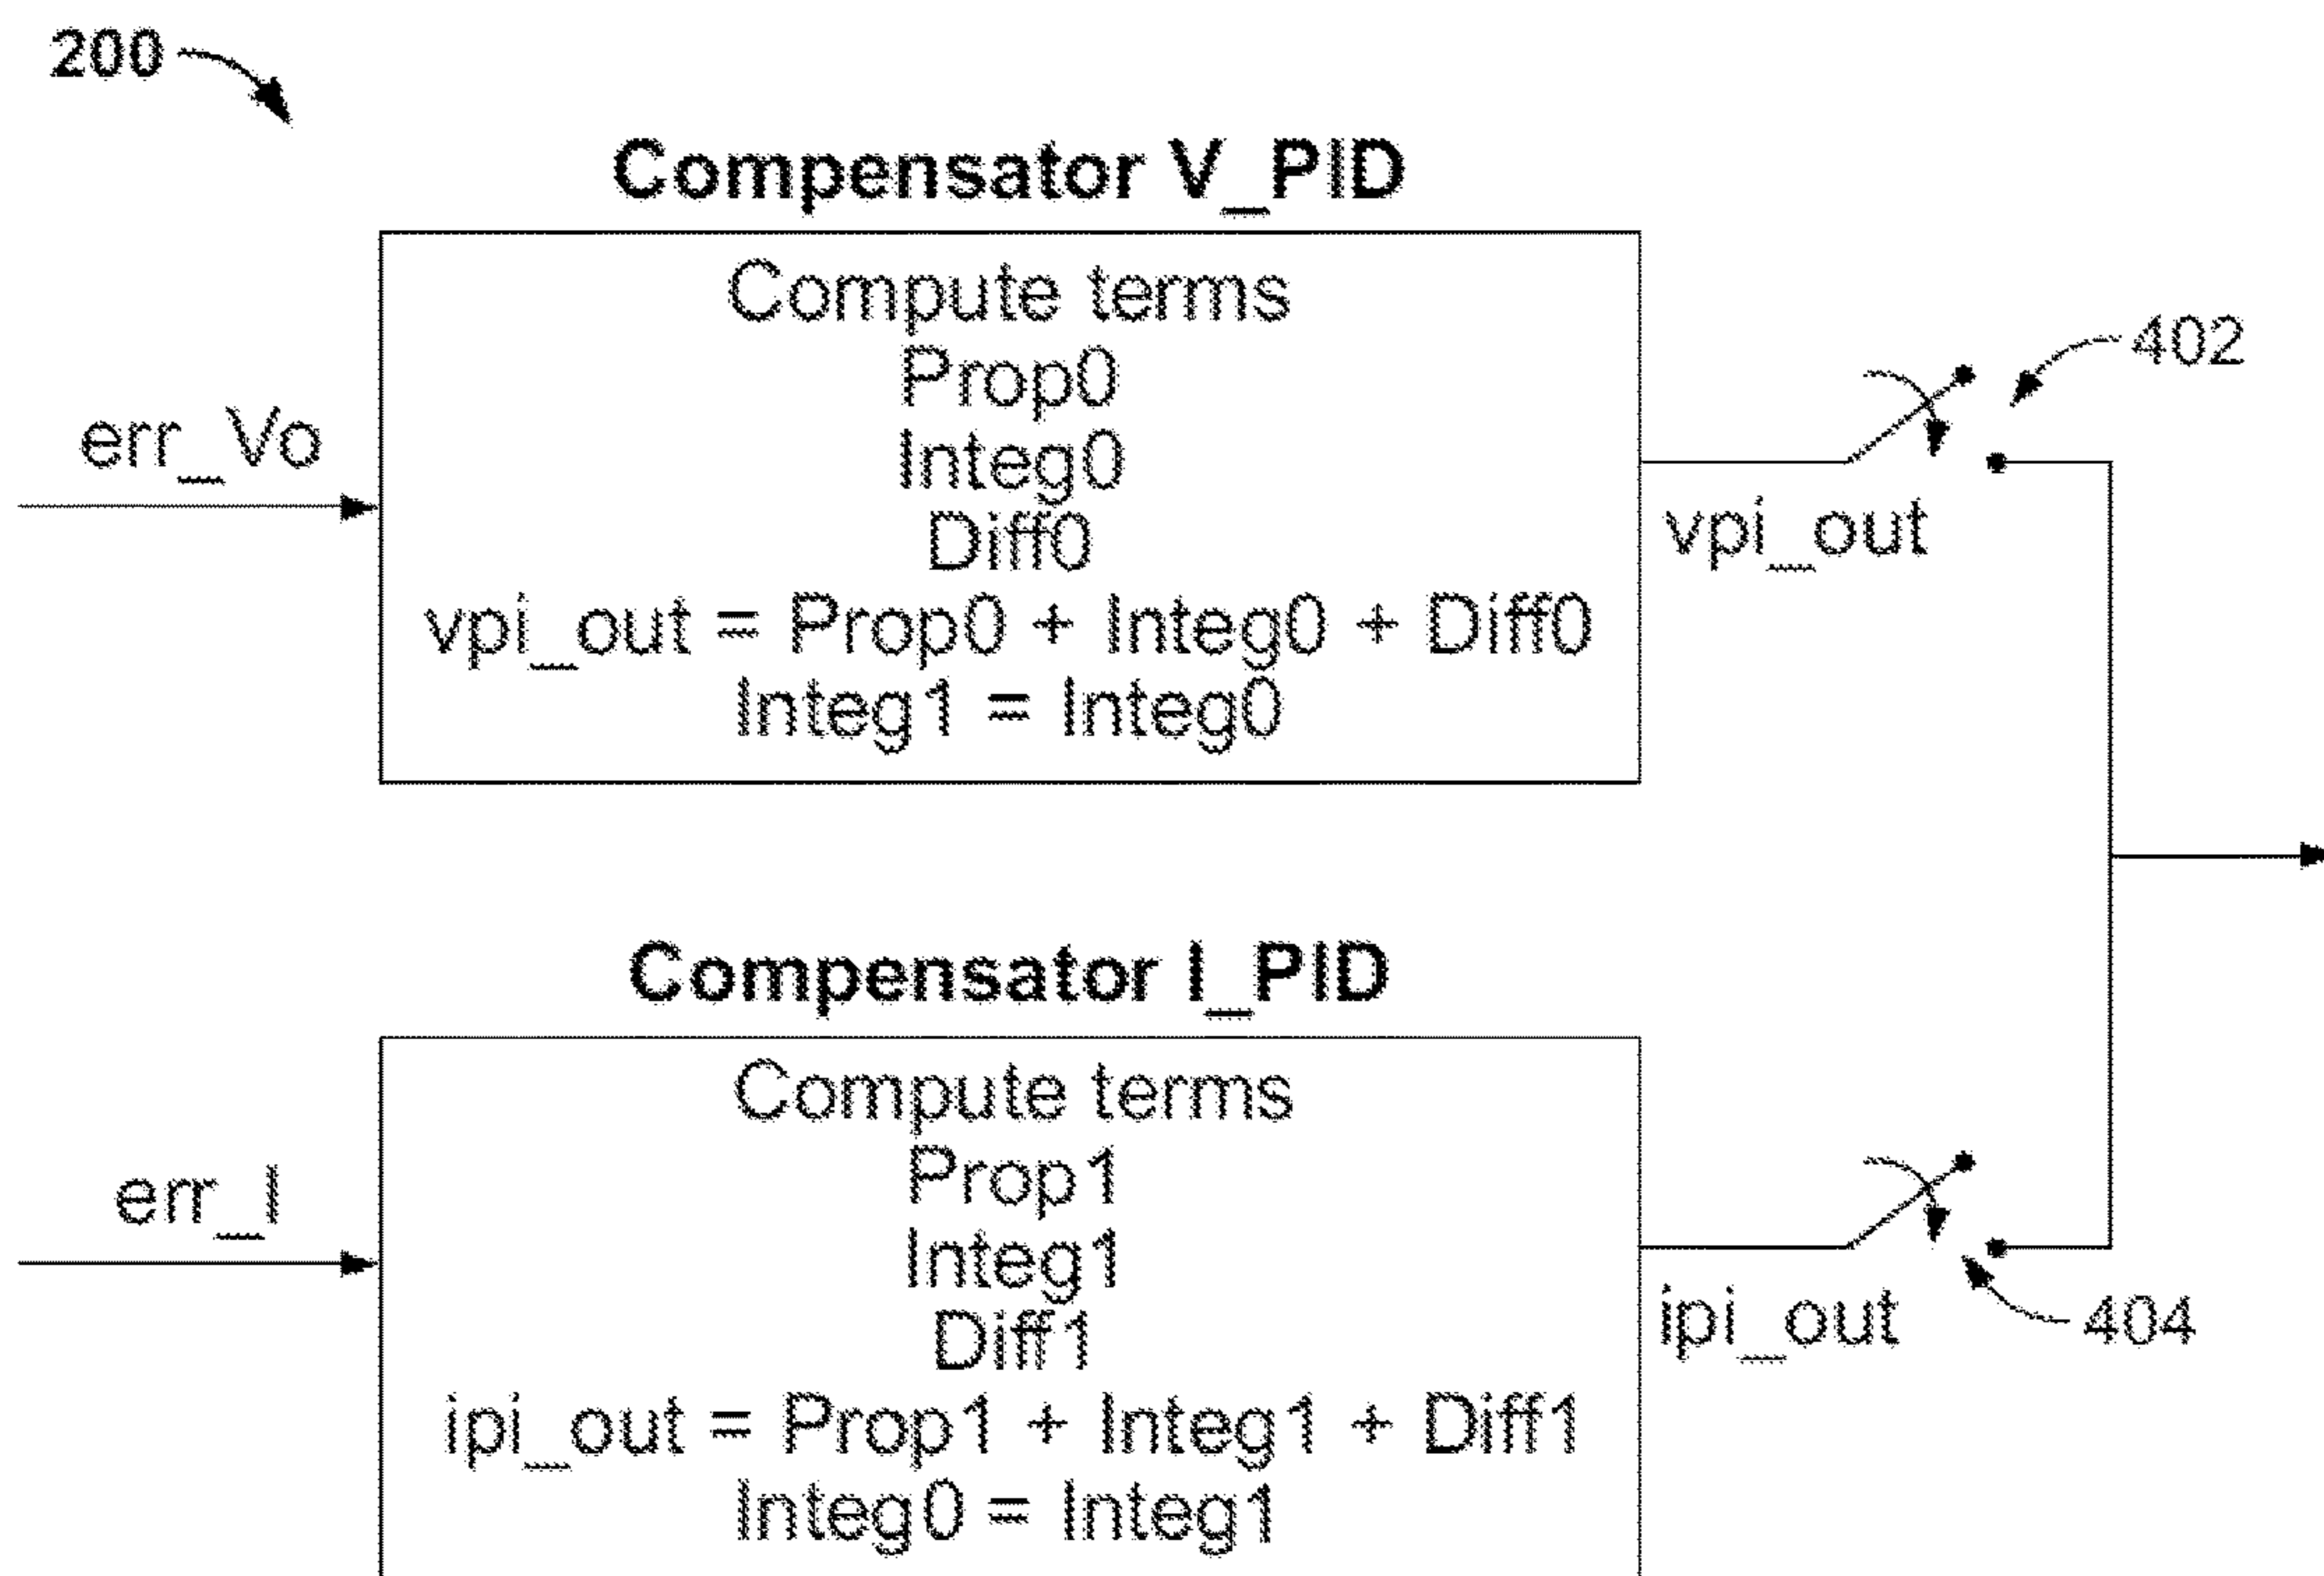 200
Compensator V_PID
Compute terms
Prop0
Integ0
Diff0
vpi_out = Prop0 + Integ0 + Diff0
Integ1 = Integ0
err_Vo
vpi_out
402
Compensator I_PID
Compute terms
Prop1
Integ1
Diff1
ipi_out = Prop1 + Integ1 + Diff1
Integ0 = Integ1
err_I
ipi_out
404